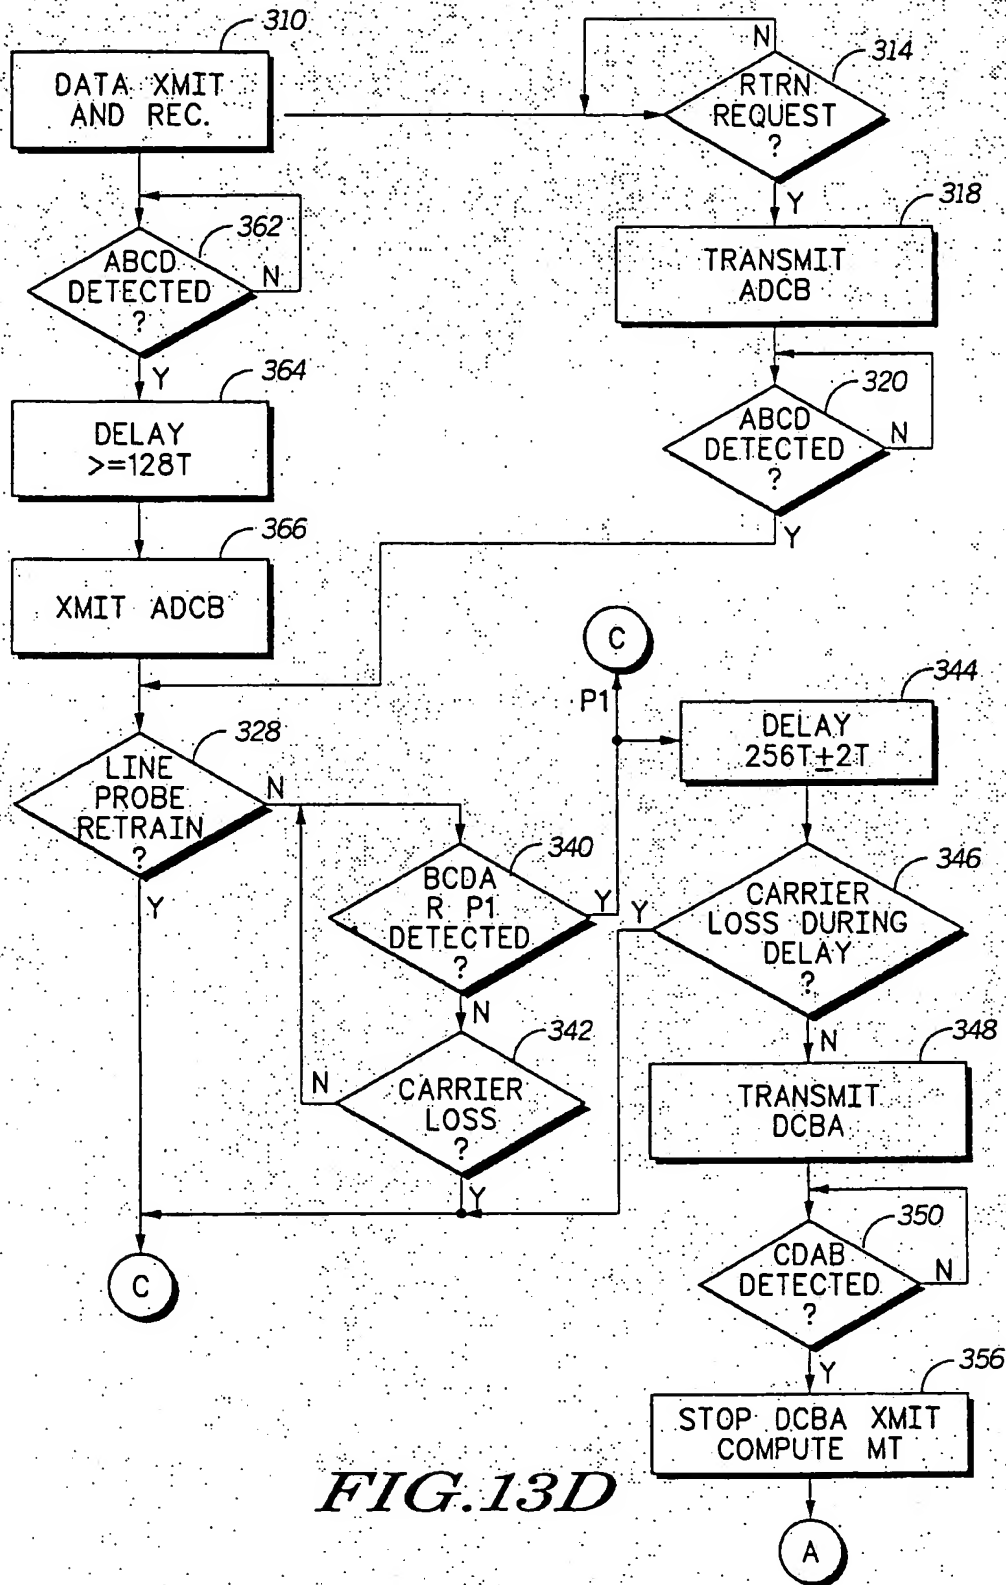 310
DATA XMIT
AND REC.
N
314
RTRN
REQUEST
?
Y
318
TRANSMIT
ADCB
362
ABCD
DETECTED
?
N
Y
320
ABCD
DETECTED
?
N
Y
364
DELAY
>=128T
366
XMIT ADCB
C
P1
344
DELAY
256T±2T
328
LINE
PROBE
RETRAIN
?
N
Y
340
BCDA
R P1
DETECTED
?
Y
N
346
CARRIER
LOSS DURING
DELAY
?
Y
N
342
CARRIER
LOSS
?
N
Y
348
TRANSMIT
DCBA
350
CDAB
DETECTED
?
N
Y
C
356
STOP DCBA XMIT
COMPUTE MT
A
FIG.13D